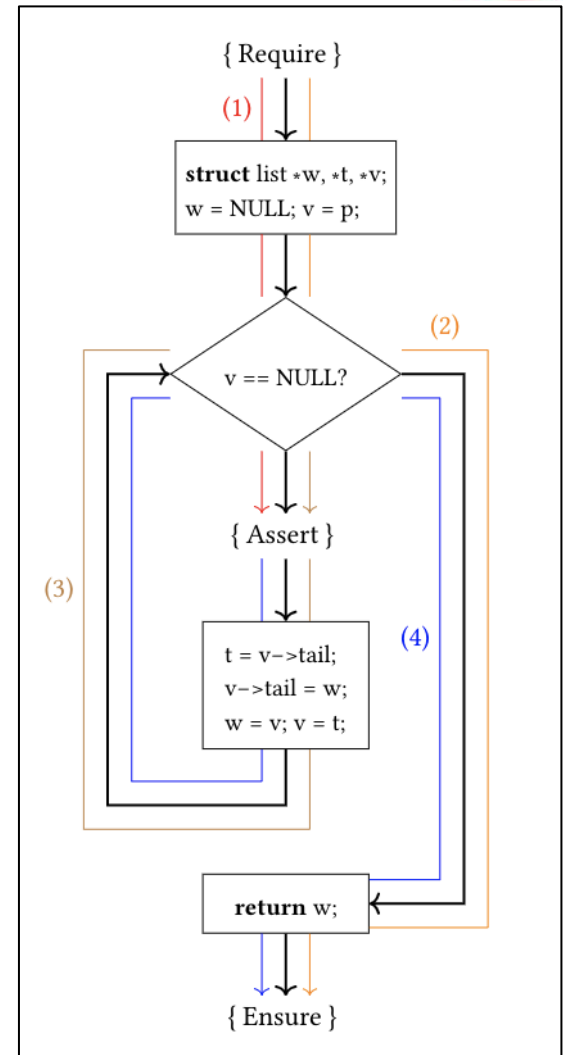 { Require }
(1)
struct list *w, *t, *v;
w = NULL; v = p;
(2)
v == NULL?
{ Assert }
(3)
t = v->tail;
(4)
v->tail = w;
w = v; v = t;
return w;
{ Ensure }